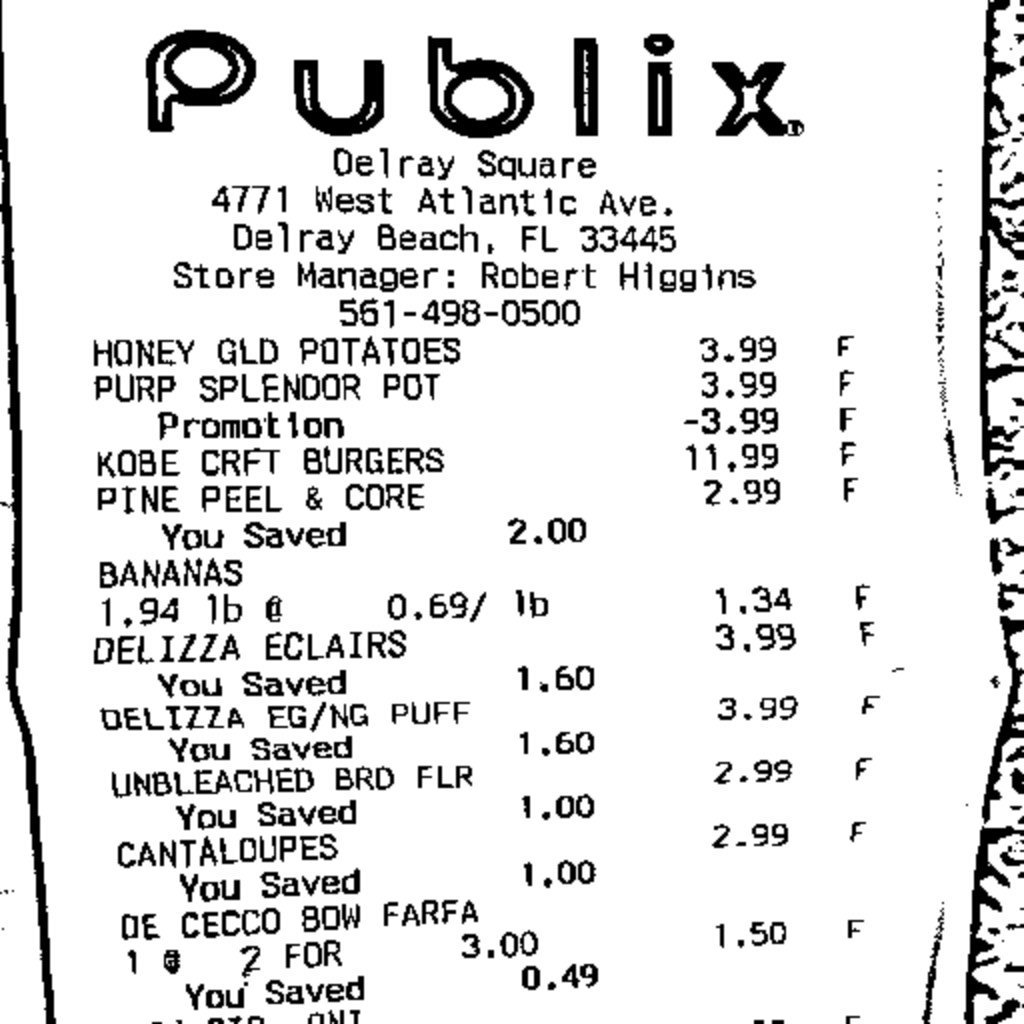 Publix
Delray Square
4771 West Atlantic Ave.
Delray Beach, FL 33445
Store Manager: Robert Higgins
561-498-0500
HONEY GLD POTATOES 3.99 F
PURP SPLENDOR POT 3.99 F
Promotion -3.99 F
KOBE CRFT BURGERS 11.99 F
PINE PEEL & CORE 2.99 F
You Saved 2.00
BANANAS
1.94 lb @ 0.69/ lb 1.34 F
DELIZZA ECLAIRS 3.99 F
You Saved 1.60
DELIZZA EG/NG PUFF 3.99 F
You Saved 1.60
UNBLEACHED BRD FLR 2.99 F
You Saved 1.00
CANTALOUPES 2.99 F
You Saved 1.00
DE CECCO BOW FARFA
1 @ 2 FOR 3.00 1.50 F
You Saved 0.49